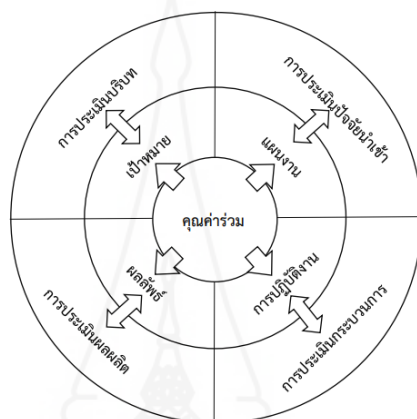 การประเมินบริบท
การประเมินปัจจัยนำเข้า
เป้าหมาย
แผนงาน
คุณค่าร่วม
ผลลัพธ์
การปฏิบัติงาน
การประเมินผลผลิต
การประเมินกระบวนการ